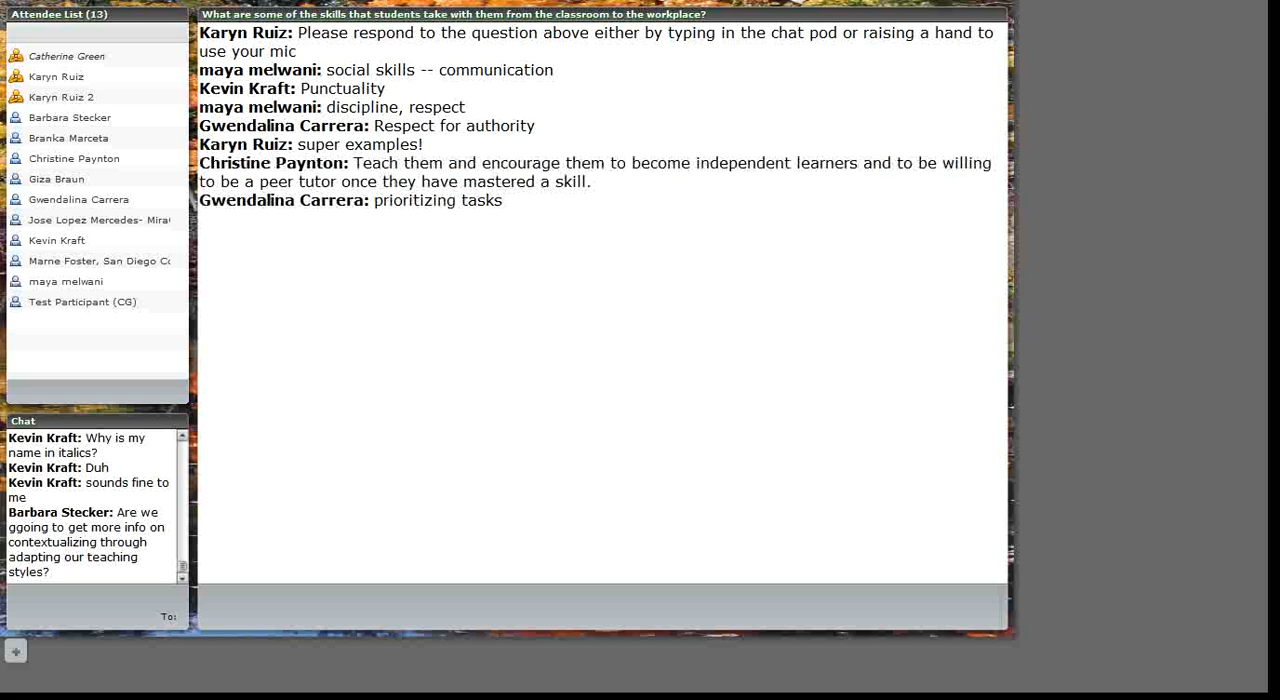 Attendee List (13)
Catherine Green
Karyn Ruiz
Karyn Ruiz 2
Barbara Stecker
Branka Marceta
Christine Paynton
Giza Braun
Gwendalina Carrera
Jose Lopez Mercedes- Mira
Kevin Kraft
Marne Foster, San Diego Co
maya melwani
Test Participant (CG)
Chat
Kevin Kraft: Why is my
name in italics?
Kevin Kraft: Duh
Kevin Kraft: sounds fine to
me
Barbara Stecker: Are we
ggoing to get more info on
contextualizing through
adapting our teaching
styles?
To:
What are some of the skills that students take with them from the classroom to the workplace?
Karyn Ruiz: Please respond to the question above either by typing in the chat pod or raising a hand to
use your mic
maya melwani: social skills -- communication
Kevin Kraft: Punctuality
maya melwani: discipline, respect
Gwendalina Carrera: Respect for authority
Karyn Ruiz: super examples!
Christine Paynton: Teach them and encourage them to become independent learners and to be willing
to be a peer tutor once they have mastered a skill.
Gwendalina Carrera: prioritizing tasks